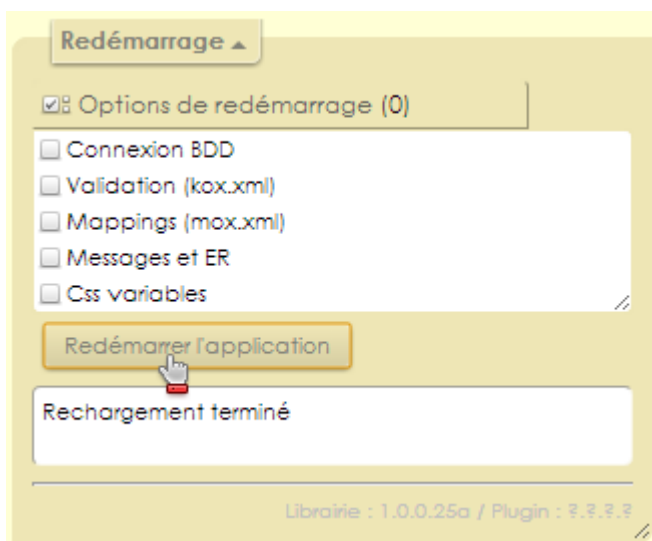 Redémarrage
Options de redémarrage (0)
Connexion BDD
Validation (kox.xml)
Mappings (mox.xml)
Messages et ER
Css variables
Redémarrer l'application
Rechargement terminé
Librairie : 1.0.0.25a / Plugin : ?.?.?.?